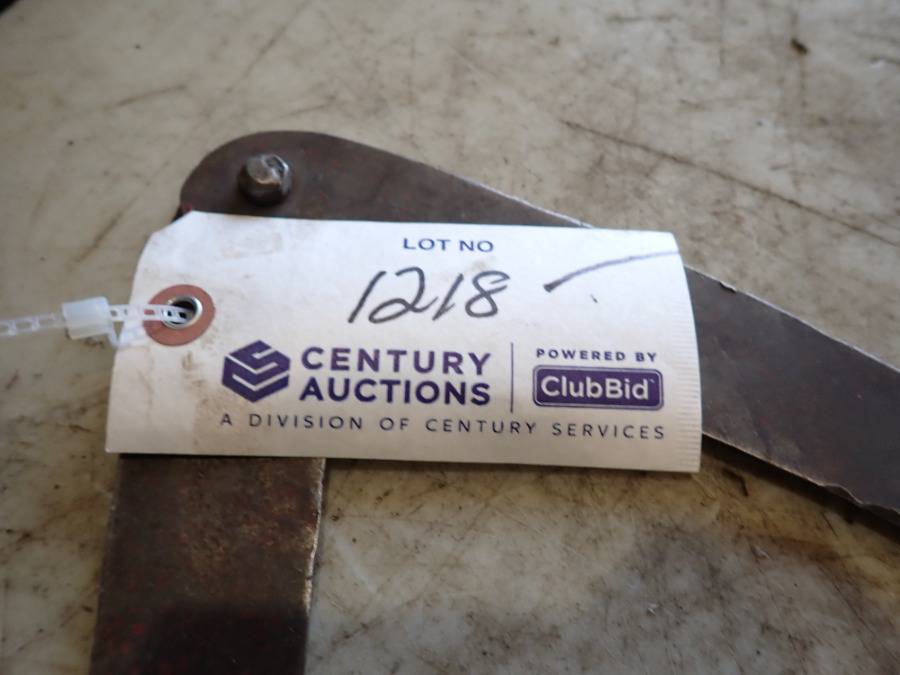 LOT NO
1218 -
CENTURY
AUCTIONS
POWERED BY
ClubBid
A DIVISION OF CENTURY SERVICES